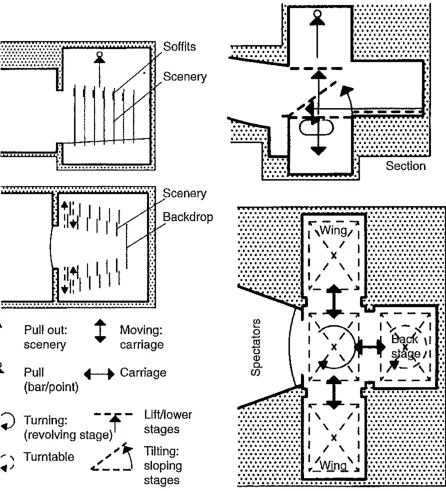 Soffits
Scenery
Section
Scenery
Backdrop
Wing
Spectators
Back
stage
Wing
Pull out:
scenery
Moving:
carriage
Pull
(bar/point)
Carriage
Turning:
(revolving stage)
Lift/lower
stages
Turntable
Tilting:
sloping
stages